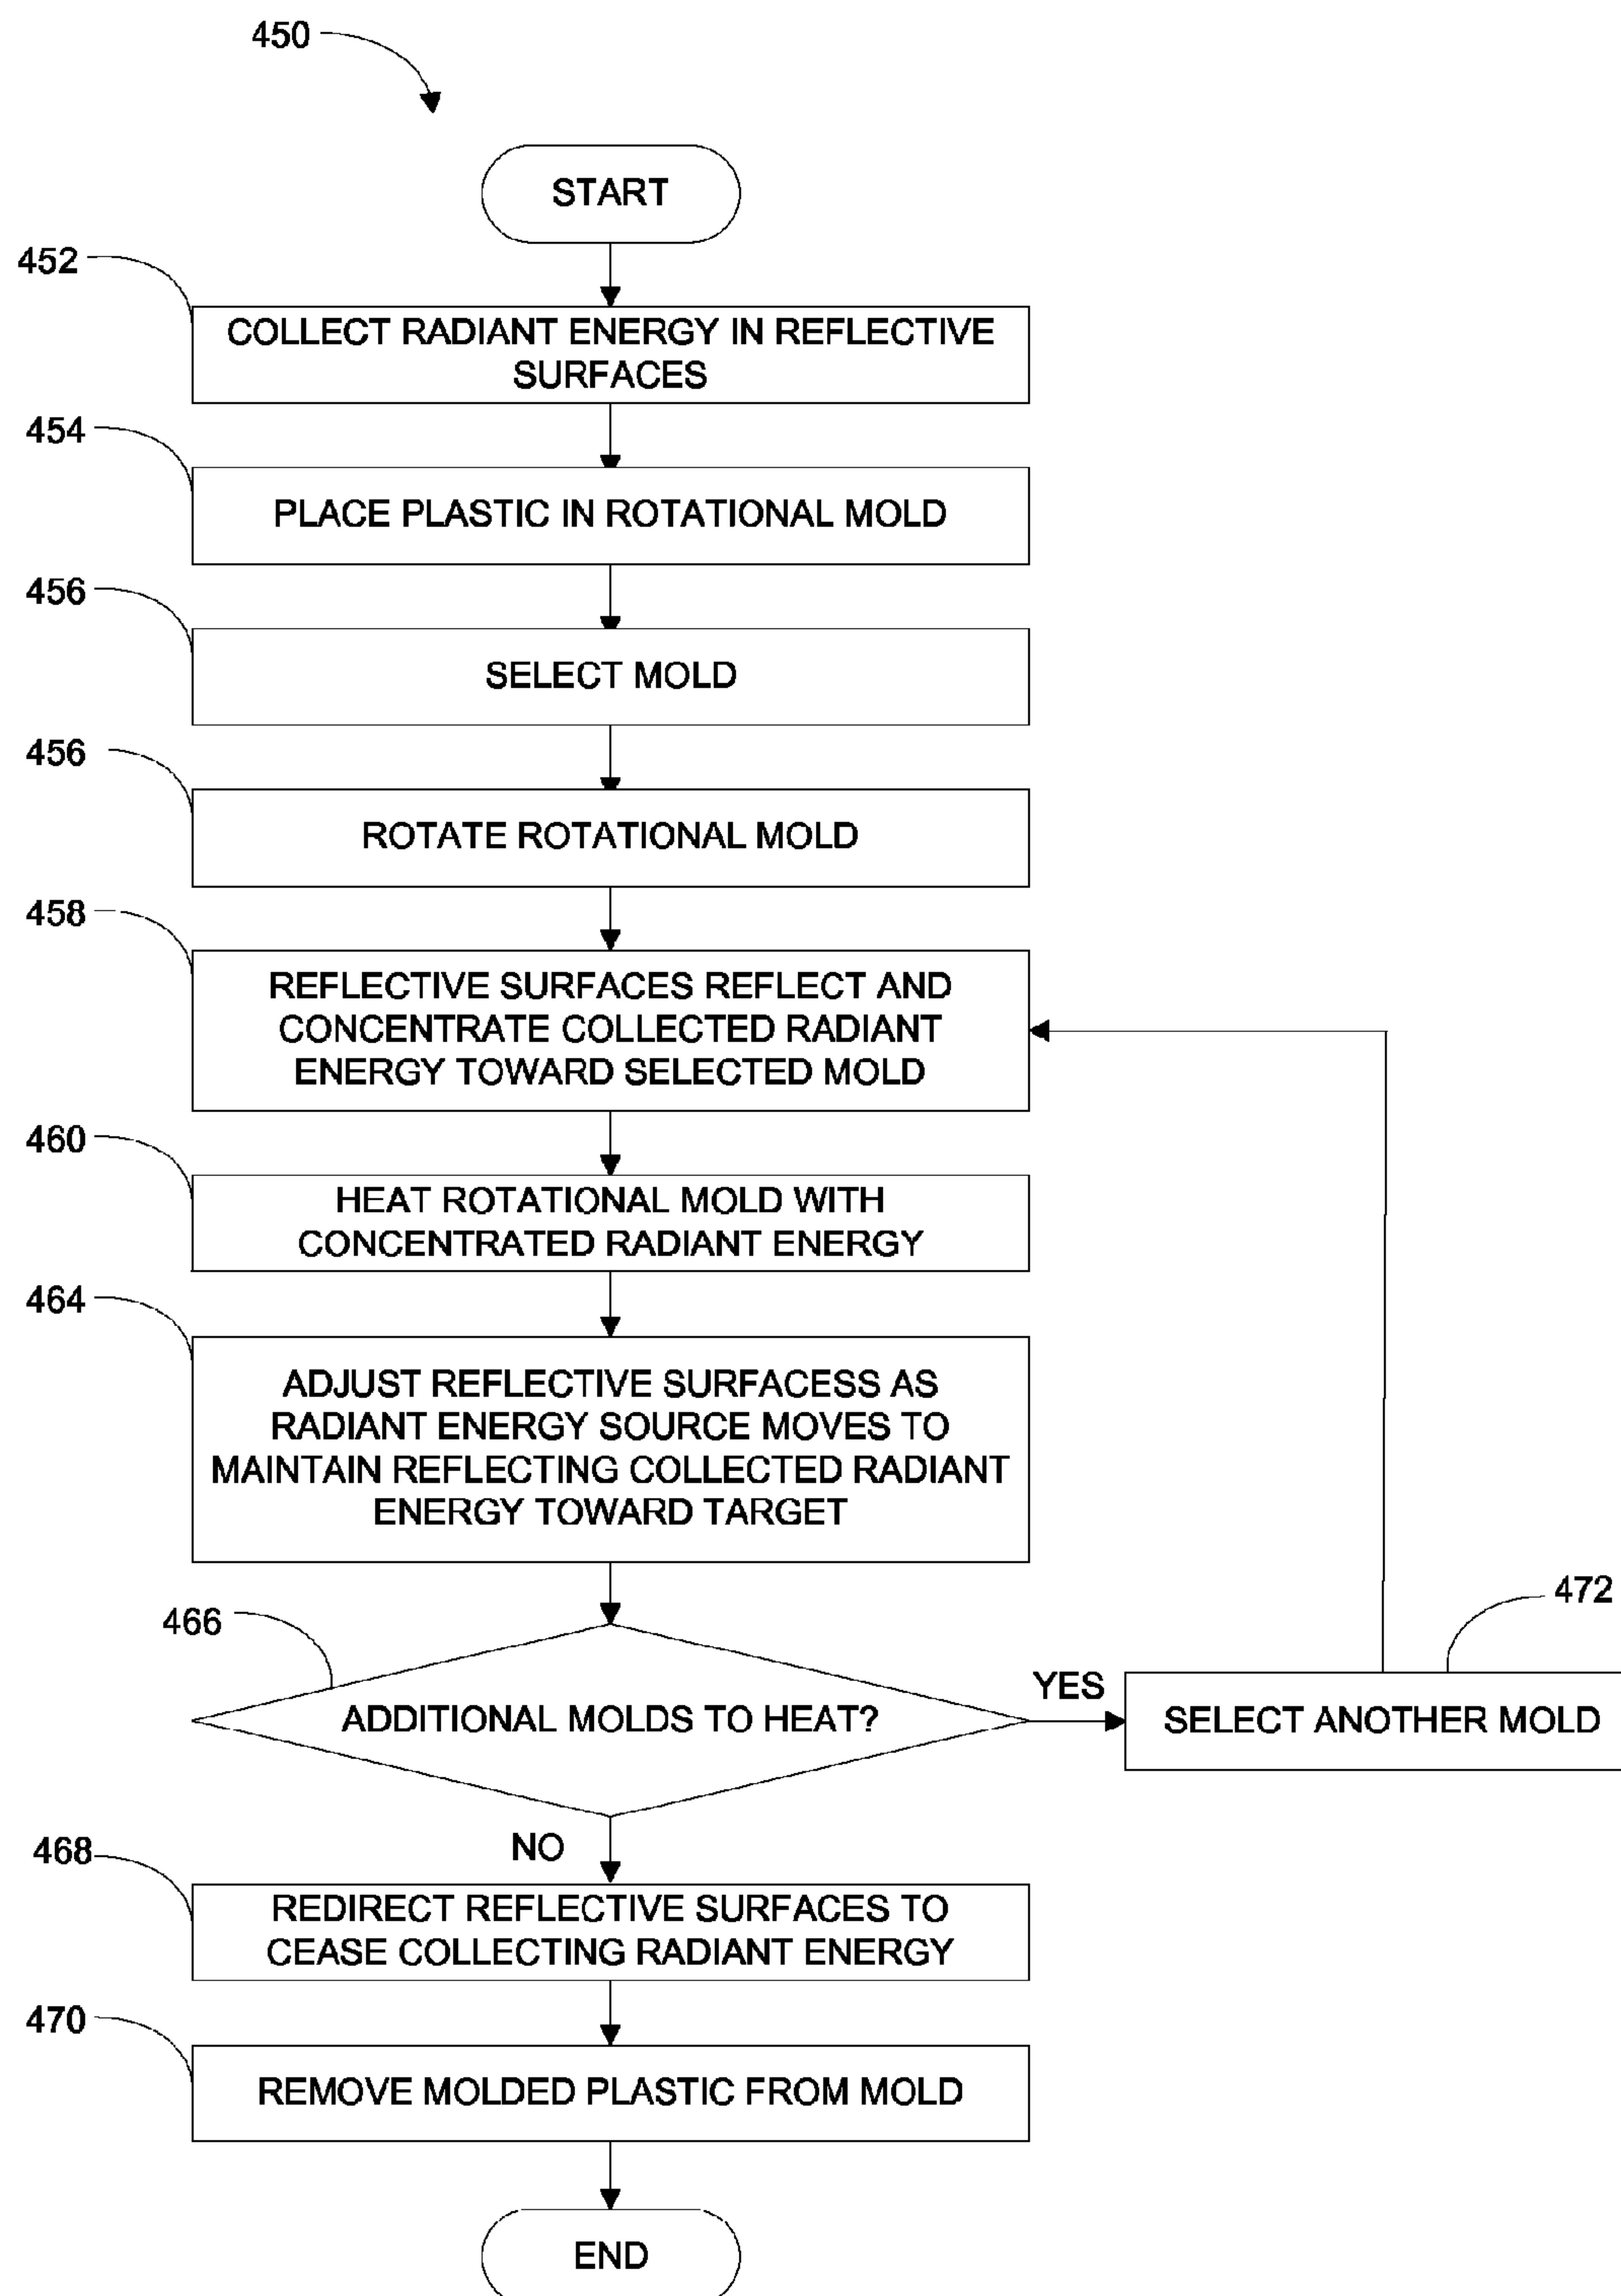 450
START
452
COLLECT RADIANT ENERGY IN REFLECTIVE
SURFACES
454
PLACE PLASTIC IN ROTATIONAL MOLD
456
SELECT MOLD
456
ROTATE ROTATIONAL MOLD
458
REFLECTIVE SURFACES REFLECT AND
CONCENTRATE COLLECTED RADIANT
ENERGY TOWARD SELECTED MOLD
460
HEAT ROTATIONAL MOLD WITH
CONCENTRATED RADIANT ENERGY
464
ADJUST REFLECTIVE SURFACESS AS
RADIANT ENERGY SOURCE MOVES TO
MAINTAIN REFLECTING COLLECTED RADIANT
ENERGY TOWARD TARGET
466
ADDITIONAL MOLDS TO HEAT?
YES
472
SELECT ANOTHER MOLD
NO
468
REDIRECT REFLECTIVE SURFACES TO
CEASE COLLECTING RADIANT ENERGY
470
REMOVE MOLDED PLASTIC FROM MOLD
END